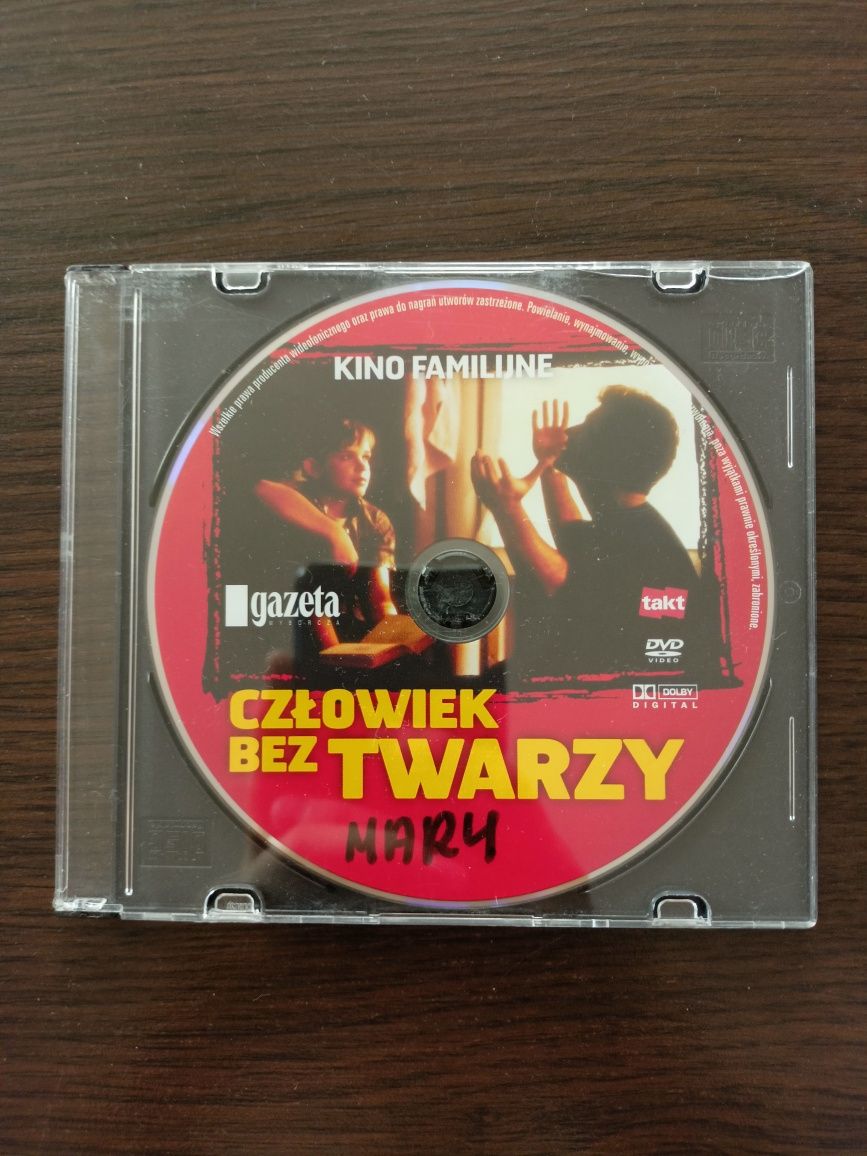 Wszelkie prawa producenta wideofonicznego oraz prawa do nagrań utworów zastrzeżone. Powielanie, wynajmowanie,
poza wyjątkami prawnie określonymi, zabronione.
KINO FAMILIJNE
gazeta
WYBORCZA
takt
DVD
VIDEO
DOLBY
DIGITAL
CZŁOWIEK
BEZ TWARZY
MARY